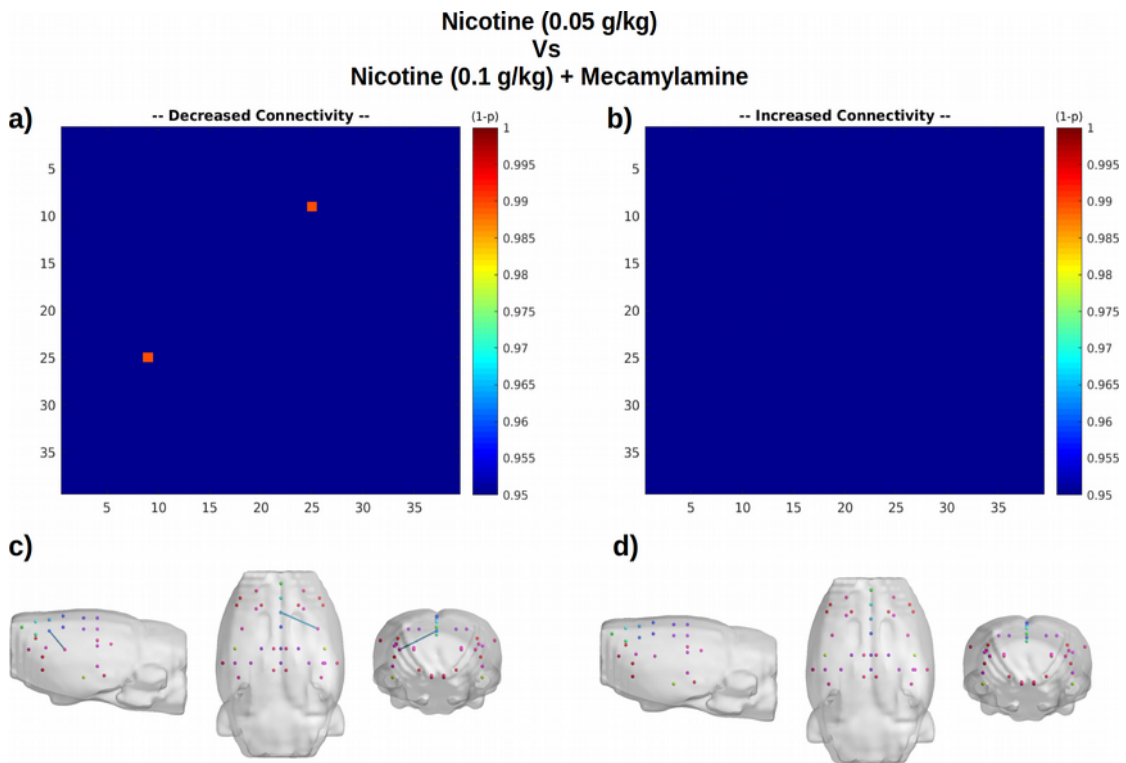 Nicotine (0.05 g/kg)
Vs
Nicotine (0.1 g/kg) + Mecamylamine
a)
-- Decreased Connectivity --
(1-p)
1
0.995
0.99
0.985
0.98
0.975
0.97
0.965
0.96
0.955
0.95
5
10
15
20
25
30
35
5 10 15 20 25 30 35
b)
-- Increased Connectivity --
(1-p)
1
0.995
0.99
0.985
0.98
0.975
0.97
0.965
0.96
0.955
0.95
5
10
15
20
25
30
35
5 10 15 20 25 30 35
c)
d)